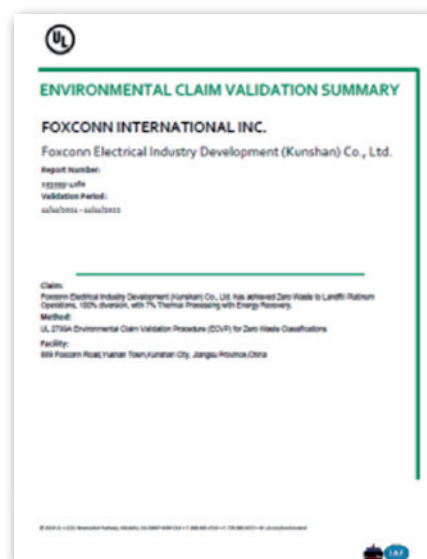 UL
ENVIRONMENTAL CLAIM VALIDATION SUMMARY
FOXCONN INTERNATIONAL INC.
Foxconn Electrical Industry Development (Kunshan) Co., Ltd.
Report Number:
Validation Period:
Claim:
Foxconn Electrical Industry Development (Kunshan) Co., Ltd. has achieved Zero Waste to Landfill Platinum
Operations, 100% diversion, with 7% Thermal Processing with Energy Recovery.
Method:
UL 2799A Environmental Claim Validation Procedure (ECVP) for Zero Waste Classifications
Facility:
Foxconn Road, Yushan Town, Kunshan City, Jiangsu Province, China
IAF